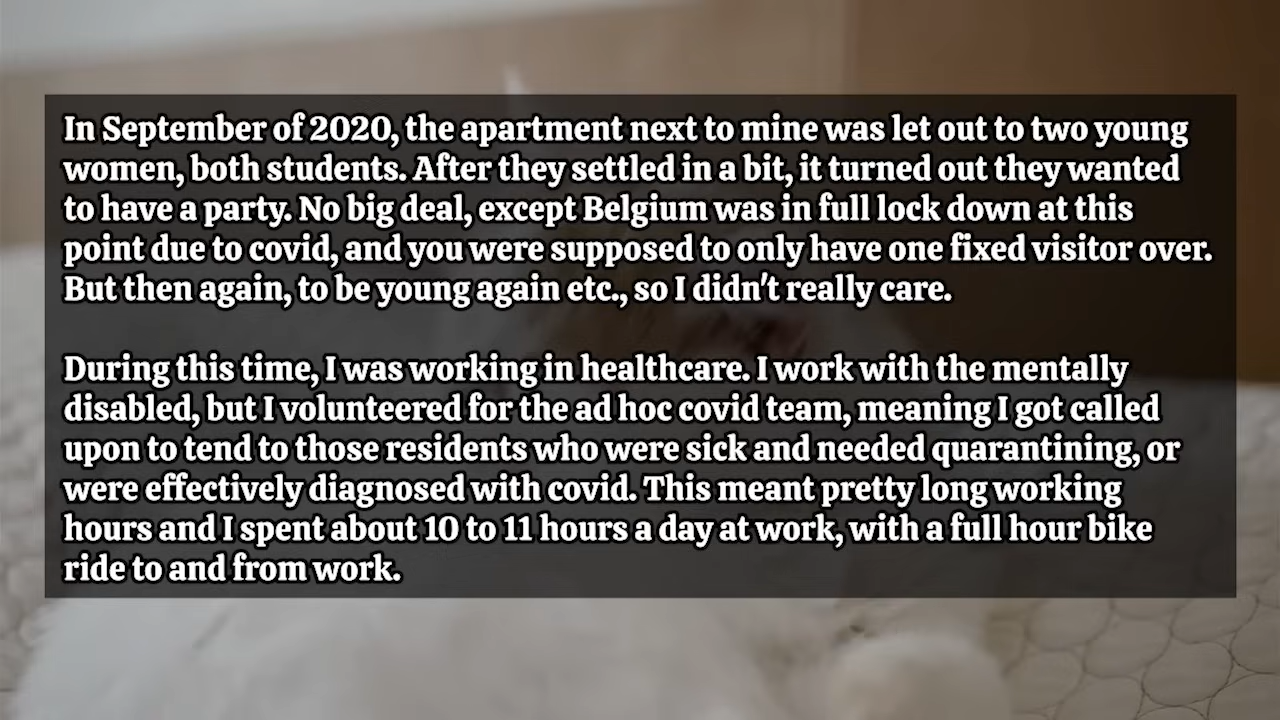 In September of 2020, the apartment next to mine was let out to two young
women, both students. After they settled in a bit, it turned out they wanted
to have a party. No big deal, except Belgium was in full lock down at this
point due to covid, and you were supposed to only have one fixed visitor over.
But then again, to be young again etc., so I didn't really care.
During this time, I was working in healthcare. I work with the mentally
disabled, but I volunteered for the ad hoc covid team, meaning I got called
upon to tend to those residents who were sick and needed quarantining, or
were effectively diagnosed with covid. This meant pretty long working
hours and I spent about 10 to 11 hours a day at work, with a full hour bike
ride to and from work.